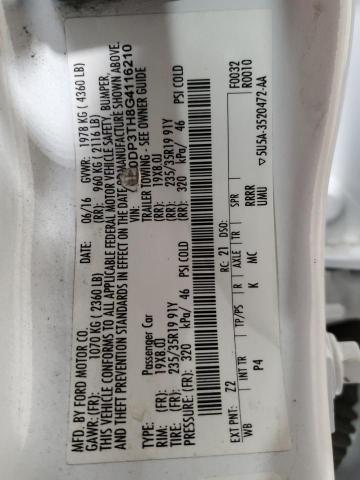 MFD. BY FORD MOTOR CO.
DATE: 06/16 GVWR: 1978 KG ( 4360 LB)
GAWR: (FR): 1070 KG ( 2360 LB) (RR): 960 KG ( 2116 LB)
THIS VEHICLE CONFORMS TO ALL APPLICABLE FEDERAL MOTOR VEHICLE SAFETY, BUMPER,
AND THEFT PREVENTION STANDARDS IN EFFECT ON THE DATE OF MANUFACTURE SHOWN ABOVE.
VIN: 0DP3TH8G4116210
TYPE: Passenger Car TRAILER TOWING - SEE OWNER GUIDE
RIM: (FR): 19X8.0J (RR): 19X8.0J
TIRE: (FR): 235/35R19 91Y (RR): 235/35R19 91Y
PRESSURE: (FR): 320 kPa/ 46 PSI COLD (RR): 320 kPa/ 46 PSI COLD
EXT PNT: Z2 RC: 21 DSO: F0032
WB INT TR TP/PS R AXLE TR SPR R0010
P4 K MC RRRR UMU
▽5U5A-3520472-AA